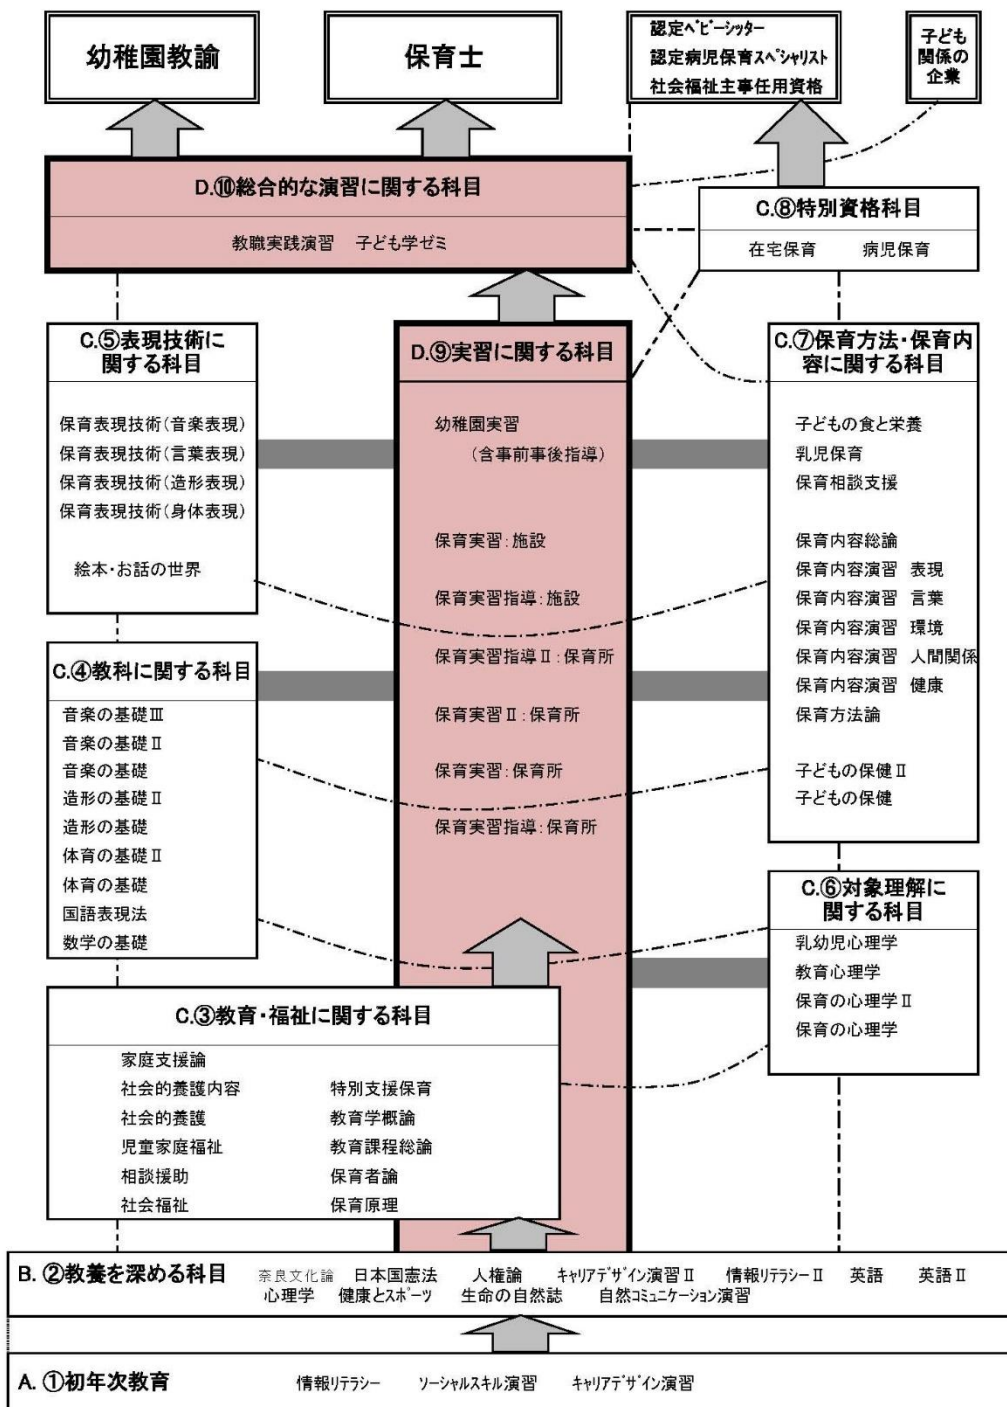 幼稚園教諭
保育士
認定ﾍﾞﾋﾞｰｼｯﾀｰ
認定病児保育ｽﾍﾟｼｬﾘｽﾄ
社会福祉主事任用資格
子ども
関係の
企業
D.⑩総合的な演習に関する科目
教職実践演習 子ども学ゼミ
C.⑧特別資格科目
在宅保育 病児保育
C.⑤表現技術に
関する科目
保育表現技術(音楽表現)
保育表現技術(言葉表現)
保育表現技術(造形表現)
保育表現技術(身体表現)
絵本・お話の世界
D.⑨実習に関する科目
幼稚園実習
(含事前事後指導)
保育実習:施設
保育実習指導:施設
保育実習指導Ⅱ:保育所
保育実習Ⅱ:保育所
保育実習:保育所
保育実習指導:保育所
C.⑦保育方法・保育内
容に関する科目
子どもの食と栄養
乳児保育
保育相談支援
保育内容総論
保育内容演習 表現
保育内容演習 言葉
保育内容演習 環境
保育内容演習 人間関係
保育内容演習 健康
保育方法論
子どもの保健Ⅱ
子どもの保健
C.④教科に関する科目
音楽の基礎Ⅲ
音楽の基礎Ⅱ
音楽の基礎
造形の基礎Ⅱ
造形の基礎
体育の基礎Ⅱ
体育の基礎
国語表現法
数学の基礎
C.⑥対象理解に
関する科目
乳幼児心理学
教育心理学
保育の心理学Ⅱ
保育の心理学
C.③教育・福祉に関する科目
家庭支援論
社会的養護内容 特別支援保育
社会的養護 教育学概論
児童家庭福祉 教育課程総論
相談援助 保育者論
社会福祉 保育原理
B. ②教養を深める科目 奈良文化論 日本国憲法 人権論 ｷｬﾘｱﾃﾞｻﾞｲﾝ演習Ⅱ 情報ﾘﾃﾗｼｰⅡ 英語 英語Ⅱ
心理学 健康とｽﾎﾟｰﾂ 生命の自然誌 自然ｺﾐｭﾆｹｰｼｮﾝ演習
A. ①初年次教育 情報ﾘﾃﾗｼｰ ｿｰｼｬﾙｽｷﾙ演習 ｷｬﾘｱﾃﾞｻﾞｲﾝ演習